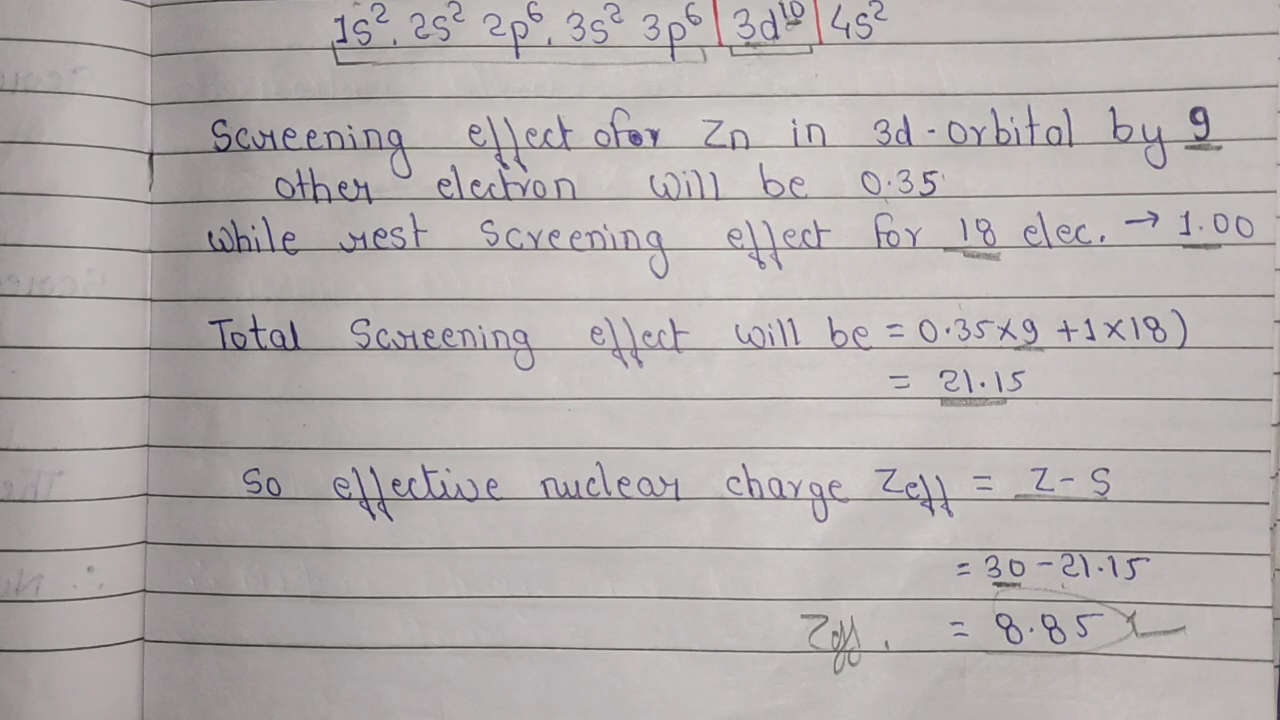 1s². 2s² 2p⁶. 3s² 3p⁶ | 3d¹⁰ | 4s²
Screening effect ofor Zn in 3d-orbital by 9
other electron will be 0.35
while rest screening effect for 18 elec. → 1.00
Total Screening effect will be = 0.35×9 +1×18)
= 21.15
So effective nuclear charge Zeff = Z-S
= 30-21.15
Zeff. = 8.85